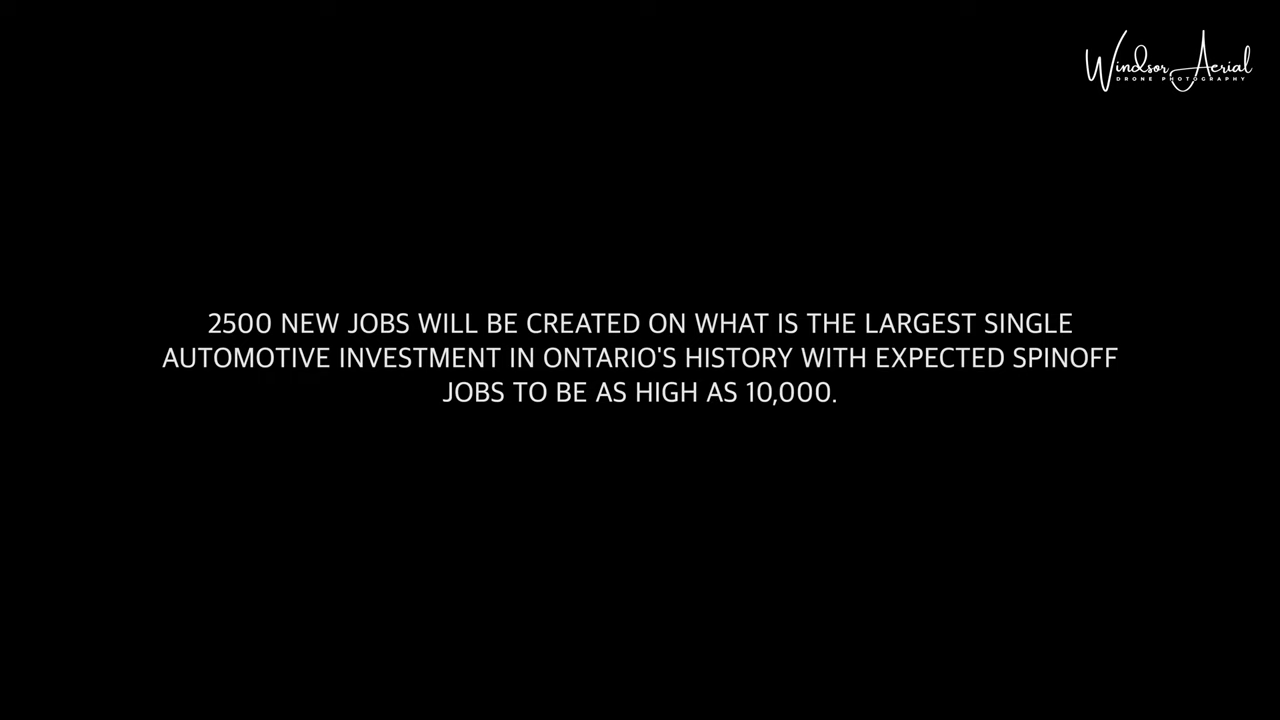 Windsor Aerial
DRONE PHOTOGRAPHY
2500 NEW JOBS WILL BE CREATED ON WHAT IS THE LARGEST SINGLE
AUTOMOTIVE INVESTMENT IN ONTARIO'S HISTORY WITH EXPECTED SPINOFF
JOBS TO BE AS HIGH AS 10,000.